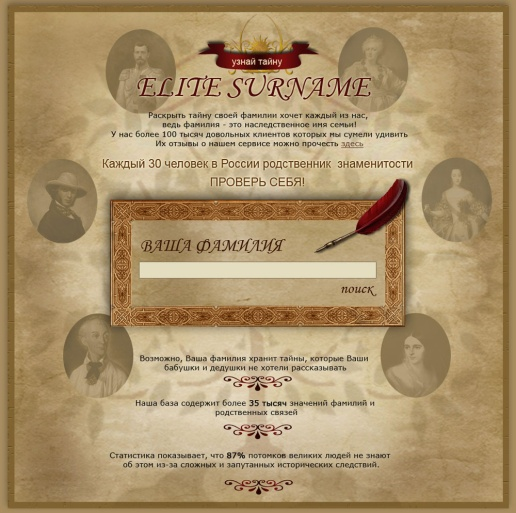 узнай тайну
ELITE SURNAME
Раскрыть тайну своей фамилии хочет каждый из нас,
ведь фамилия - это наследственное имя семьи!
У нас более 100 тысяч довольных клиентов которых мы сумели удивить
Их отзывы о нашем сервисе можно прочесть здесь
Каждый 30 человек в России родственник знаменитости
ПРОВЕРЬ СЕБЯ!
ВАША ФАМИЛИЯ
поиск
Возможно, Ваша фамилия хранит тайны, которые Ваши
бабушки и дедушки не хотели рассказывать
Наша база содержит более 35 тысяч значений фамилий и
родственных связей
Статистика показывает, что 87% потомков великих людей не знают
об этом из-за сложных и запутанных исторических следствий.